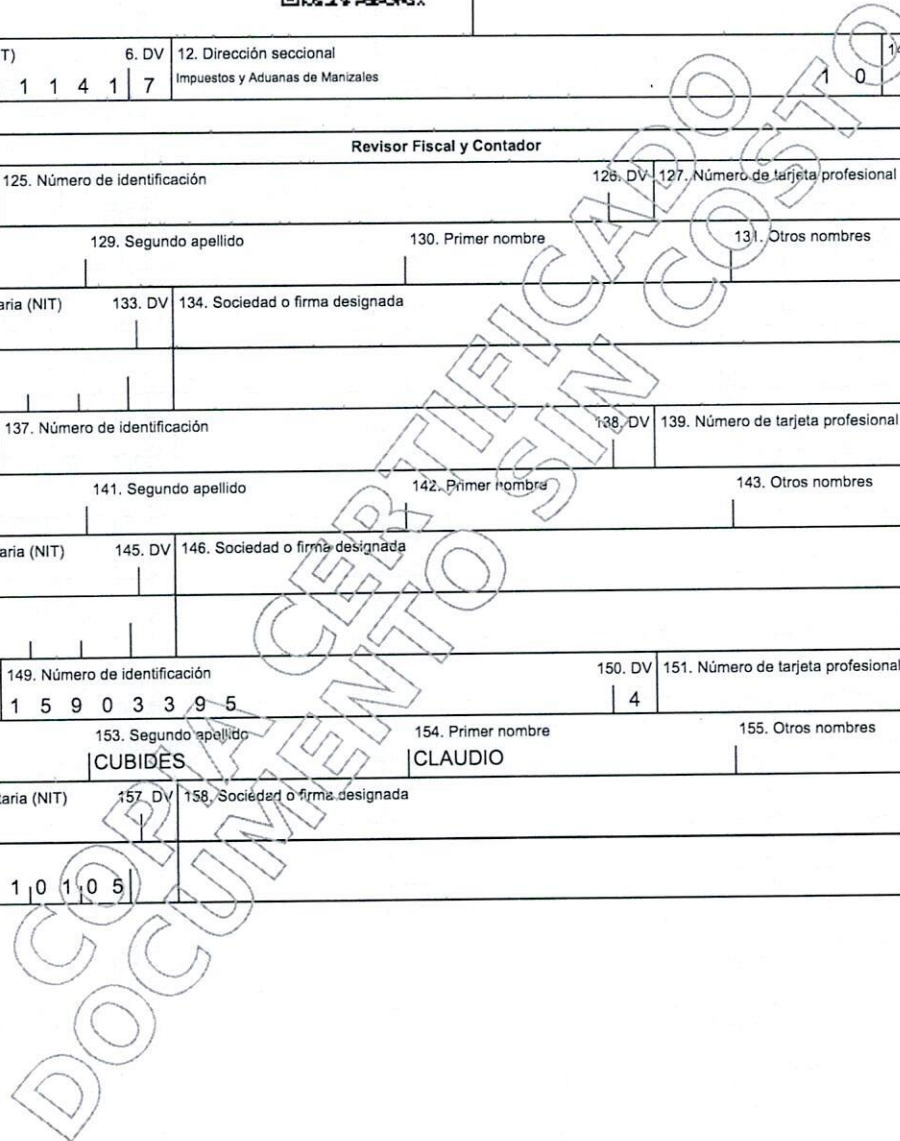 T) 6. DV 12. Dirección seccional 14
1 1 4 1 7 Impuestos y Aduanas de Manizales 1 0
Revisor Fiscal y Contador
125. Número de identificación 126. DV 127. Número de tarjeta profesional
129. Segundo apellido 130. Primer nombre 131. Otros nombres
aria (NIT) 133. DV 134. Sociedad o firma designada
137. Número de identificación 138. DV 139. Número de tarjeta profesional
141. Segundo apellido 142. Primer nombre 143. Otros nombres
aria (NIT) 145. DV 146. Sociedad o firma designada
149. Número de identificación 150. DV 151. Número de tarjeta profesional
1 5 9 0 3 3 9 5 4
153. Segundo apellido 154. Primer nombre 155. Otros nombres
CUBIDES CLAUDIO
taria (NIT) 157. DV 158. Sociedad o firma designada
1 0 1 0 5
COPIA CERTIFICADO
DOCUMENTO SIN COSTO